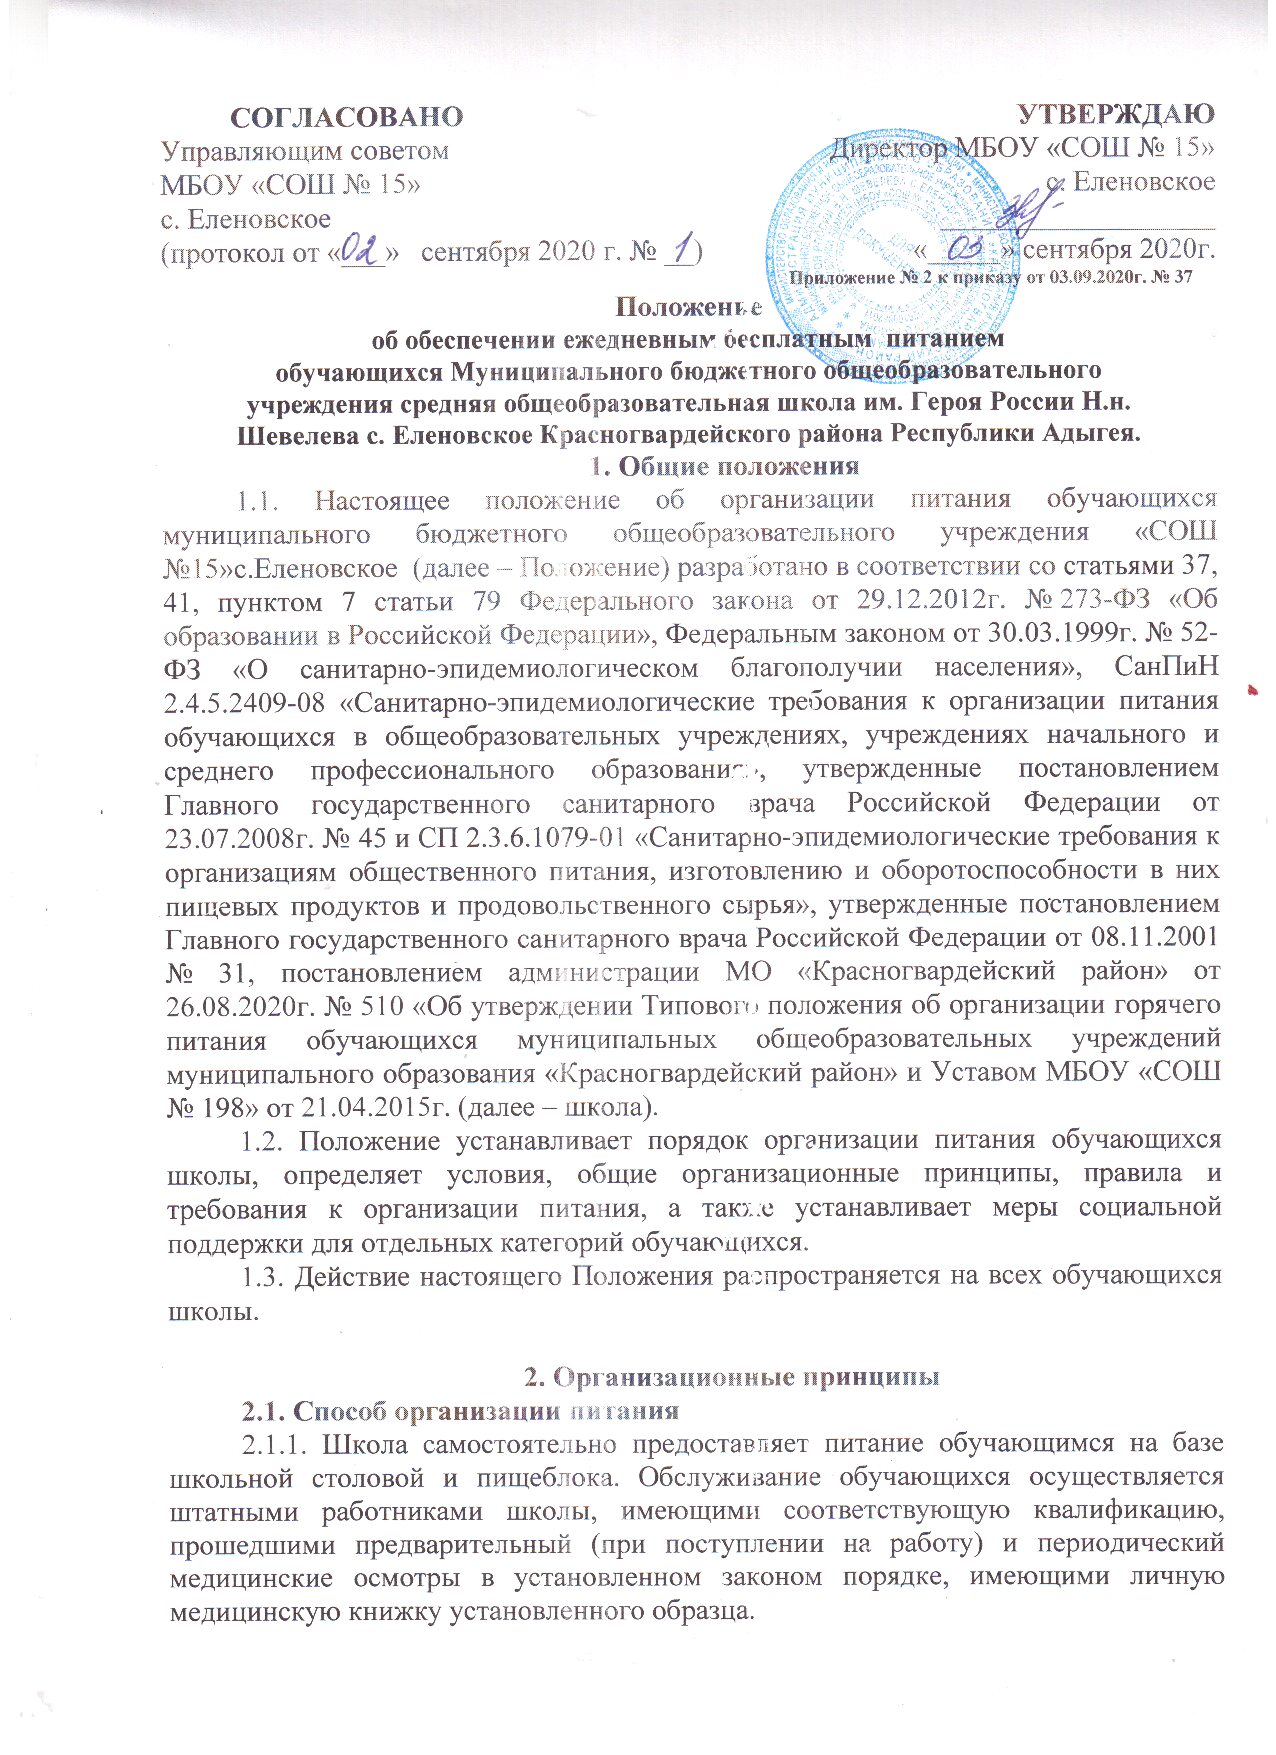 СОГЛАСОВАНО
УТВЕРЖДАЮ
Управляющим советом
Директор МБОУ «СОШ № 15»
МБОУ «СОШ № 15»
с. Еленовское
с. Еленовское
(протокол от «02» сентября 2020 г. № 1)
«03» сентября 2020г.
Приложение № 2 к приказу от 03.09.2020г. № 37
Положение
об обеспечении ежедневным бесплатным питанием
обучающихся Муниципального бюджетного общеобразовательного
учреждения средняя общеобразовательная школа им. Героя России Н.н.
Шевелева с. Еленовское Красногвардейского района Республики Адыгея.
1. Общие положения
1.1. Настоящее положение об организации питания обучающихся
муниципального бюджетного общеобразовательного учреждения «СОШ
№15»с.Еленовское (далее – Положение) разработано в соответствии со статьями 37,
41, пунктом 7 статьи 79 Федерального закона от 29.12.2012г. № 273-ФЗ «Об
образовании в Российской Федерации», Федеральным законом от 30.03.1999г. № 52-
ФЗ «О санитарно-эпидемиологическом благополучии населения», СанПиН
2.4.5.2409-08 «Санитарно-эпидемиологические требования к организации питания
обучающихся в общеобразовательных учреждениях, учреждениях начального и
среднего профессионального образования», утвержденные постановлением
Главного государственного санитарного врача Российской Федерации от
23.07.2008г. № 45 и СП 2.3.6.1079-01 «Санитарно-эпидемиологические требования к
организациям общественного питания, изготовлению и оборотоспособности в них
пищевых продуктов и продовольственного сырья», утвержденные постановлением
Главного государственного санитарного врача Российской Федерации от 08.11.2001
№ 31, постановлением администрации МО «Красногвардейский район» от
26.08.2020г. № 510 «Об утверждении Типового положения об организации горячего
питания обучающихся муниципальных общеобразовательных учреждений
муниципального образования «Красногвардейский район» и Уставом МБОУ «СОШ
№ 198» от 21.04.2015г. (далее – школа).
1.2. Положение устанавливает порядок организации питания обучающихся
школы, определяет условия, общие организационные принципы, правила и
требования к организации питания, а также устанавливает меры социальной
поддержки для отдельных категорий обучающихся.
1.3. Действие настоящего Положения распространяется на всех обучающихся
школы.
2. Организационные принципы
2.1. Способ организации питания
2.1.1. Школа самостоятельно предоставляет питание обучающимся на базе
школьной столовой и пищеблока. Обслуживание обучающихся осуществляется
штатными работниками школы, имеющими соответствующую квалификацию,
прошедшими предварительный (при поступлении на работу) и периодический
медицинские осмотры в установленном законом порядке, имеющими личную
медицинскую книжку установленного образца.